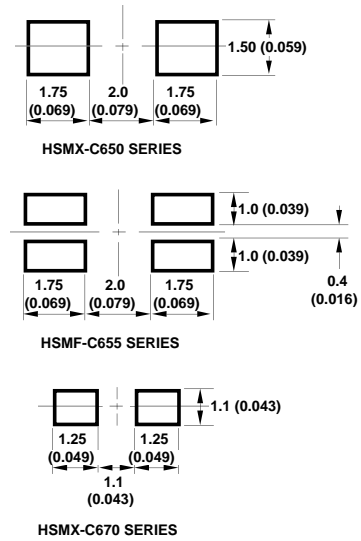 1.50 (0.059)
1.75 2.0 1.75
(0.069) (0.079) (0.069)
HSMX-C650 SERIES
1.0 (0.039)
1.0 (0.039)
1.75 2.0 1.75 0.4
(0.069) (0.079) (0.069) (0.016)
HSMF-C655 SERIES
1.1 (0.043)
1.25 1.25
(0.049) (0.049)
1.1
(0.043)
HSMX-C670 SERIES